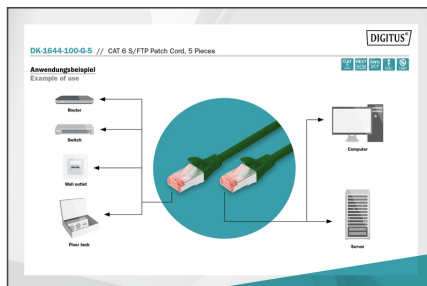 DIGITUS®
DK-1644-100-G-5 // CAT 6 S/FTP Patch Cord, 5 Pieces
Anwendungsbeispiel
Example of use
Router
Switch
Wall outlet
Floor tank
Computer
Server